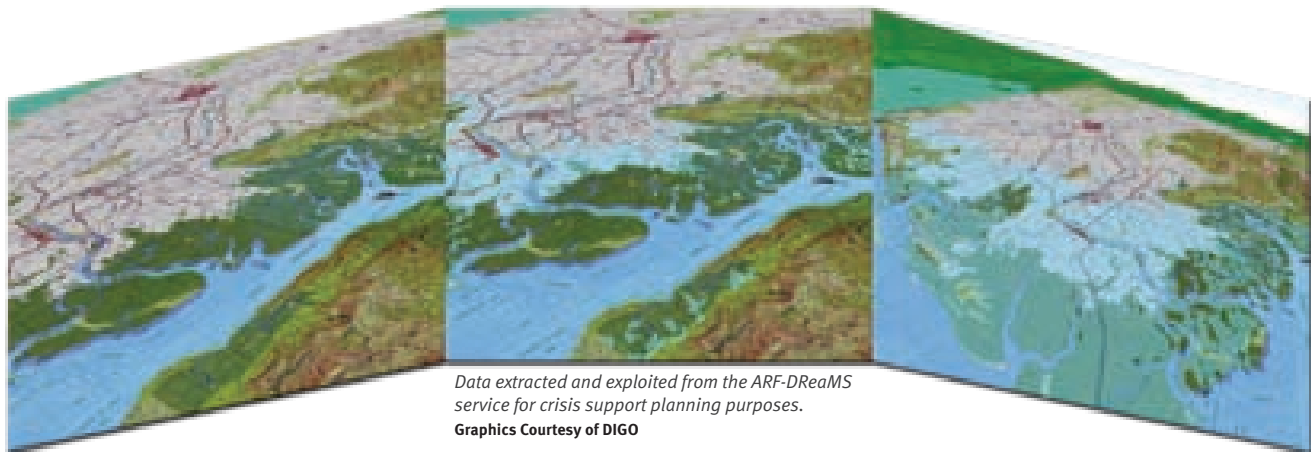 Data extracted and exploited from the ARF-DReaMS
service for crisis support planning purposes.
Graphics Courtesy of DIGO